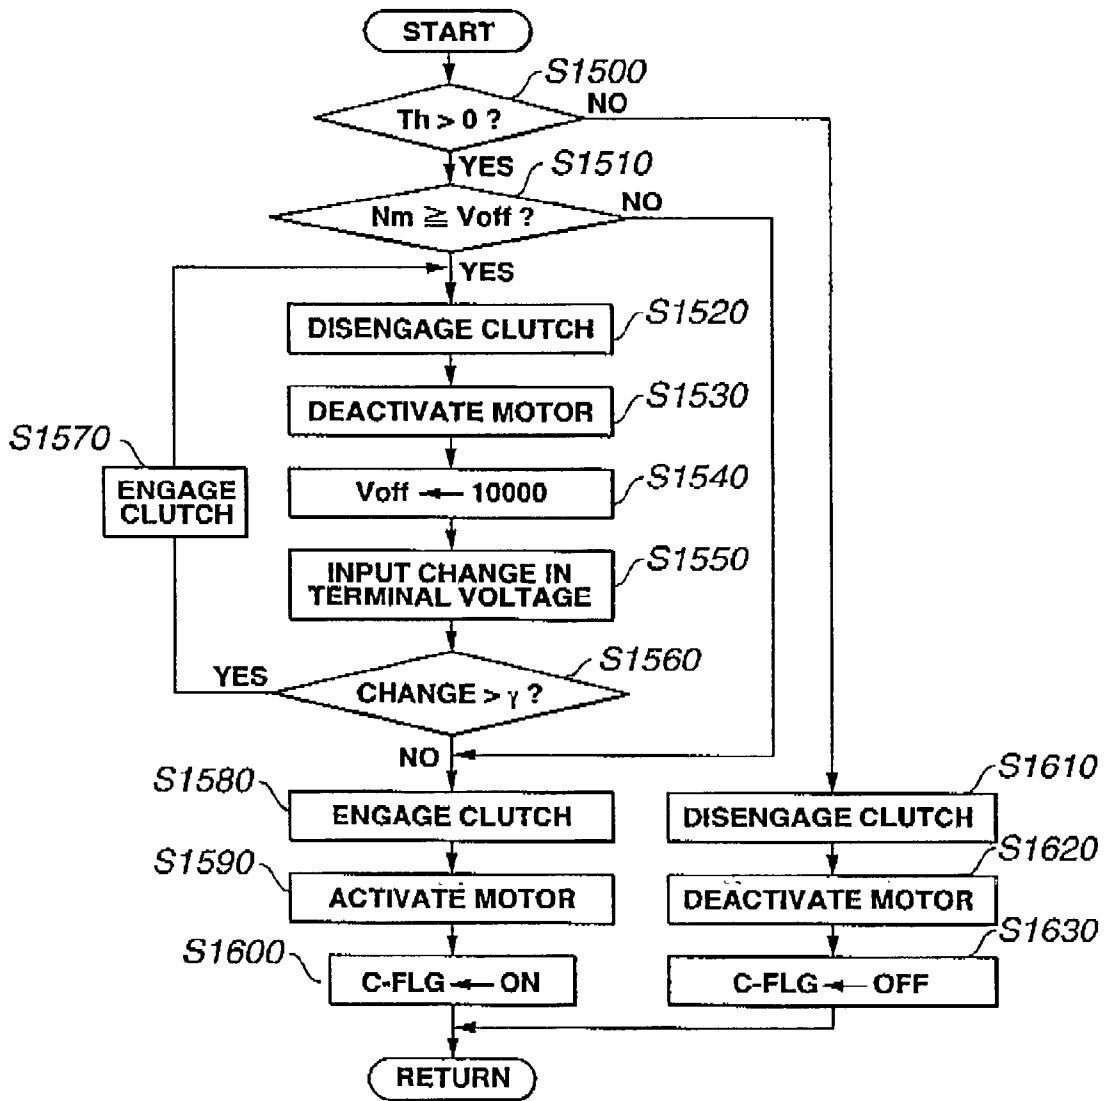 START
S1500
Th > 0 ?
NO
YES
S1510
Nm ≧ Voff ?
NO
YES
DISENGAGE CLUTCH
S1520
DEACTIVATE MOTOR
S1530
S1570
ENGAGE
CLUTCH
Voff ← 10000
S1540
INPUT CHANGE IN
TERMINAL VOLTAGE
S1550
S1560
YES
CHANGE > γ ?
NO
S1580
ENGAGE CLUTCH
S1610
DISENGAGE CLUTCH
S1590
ACTIVATE MOTOR
S1620
DEACTIVATE MOTOR
S1600
C-FLG ← ON
S1630
C-FLG ← OFF
RETURN